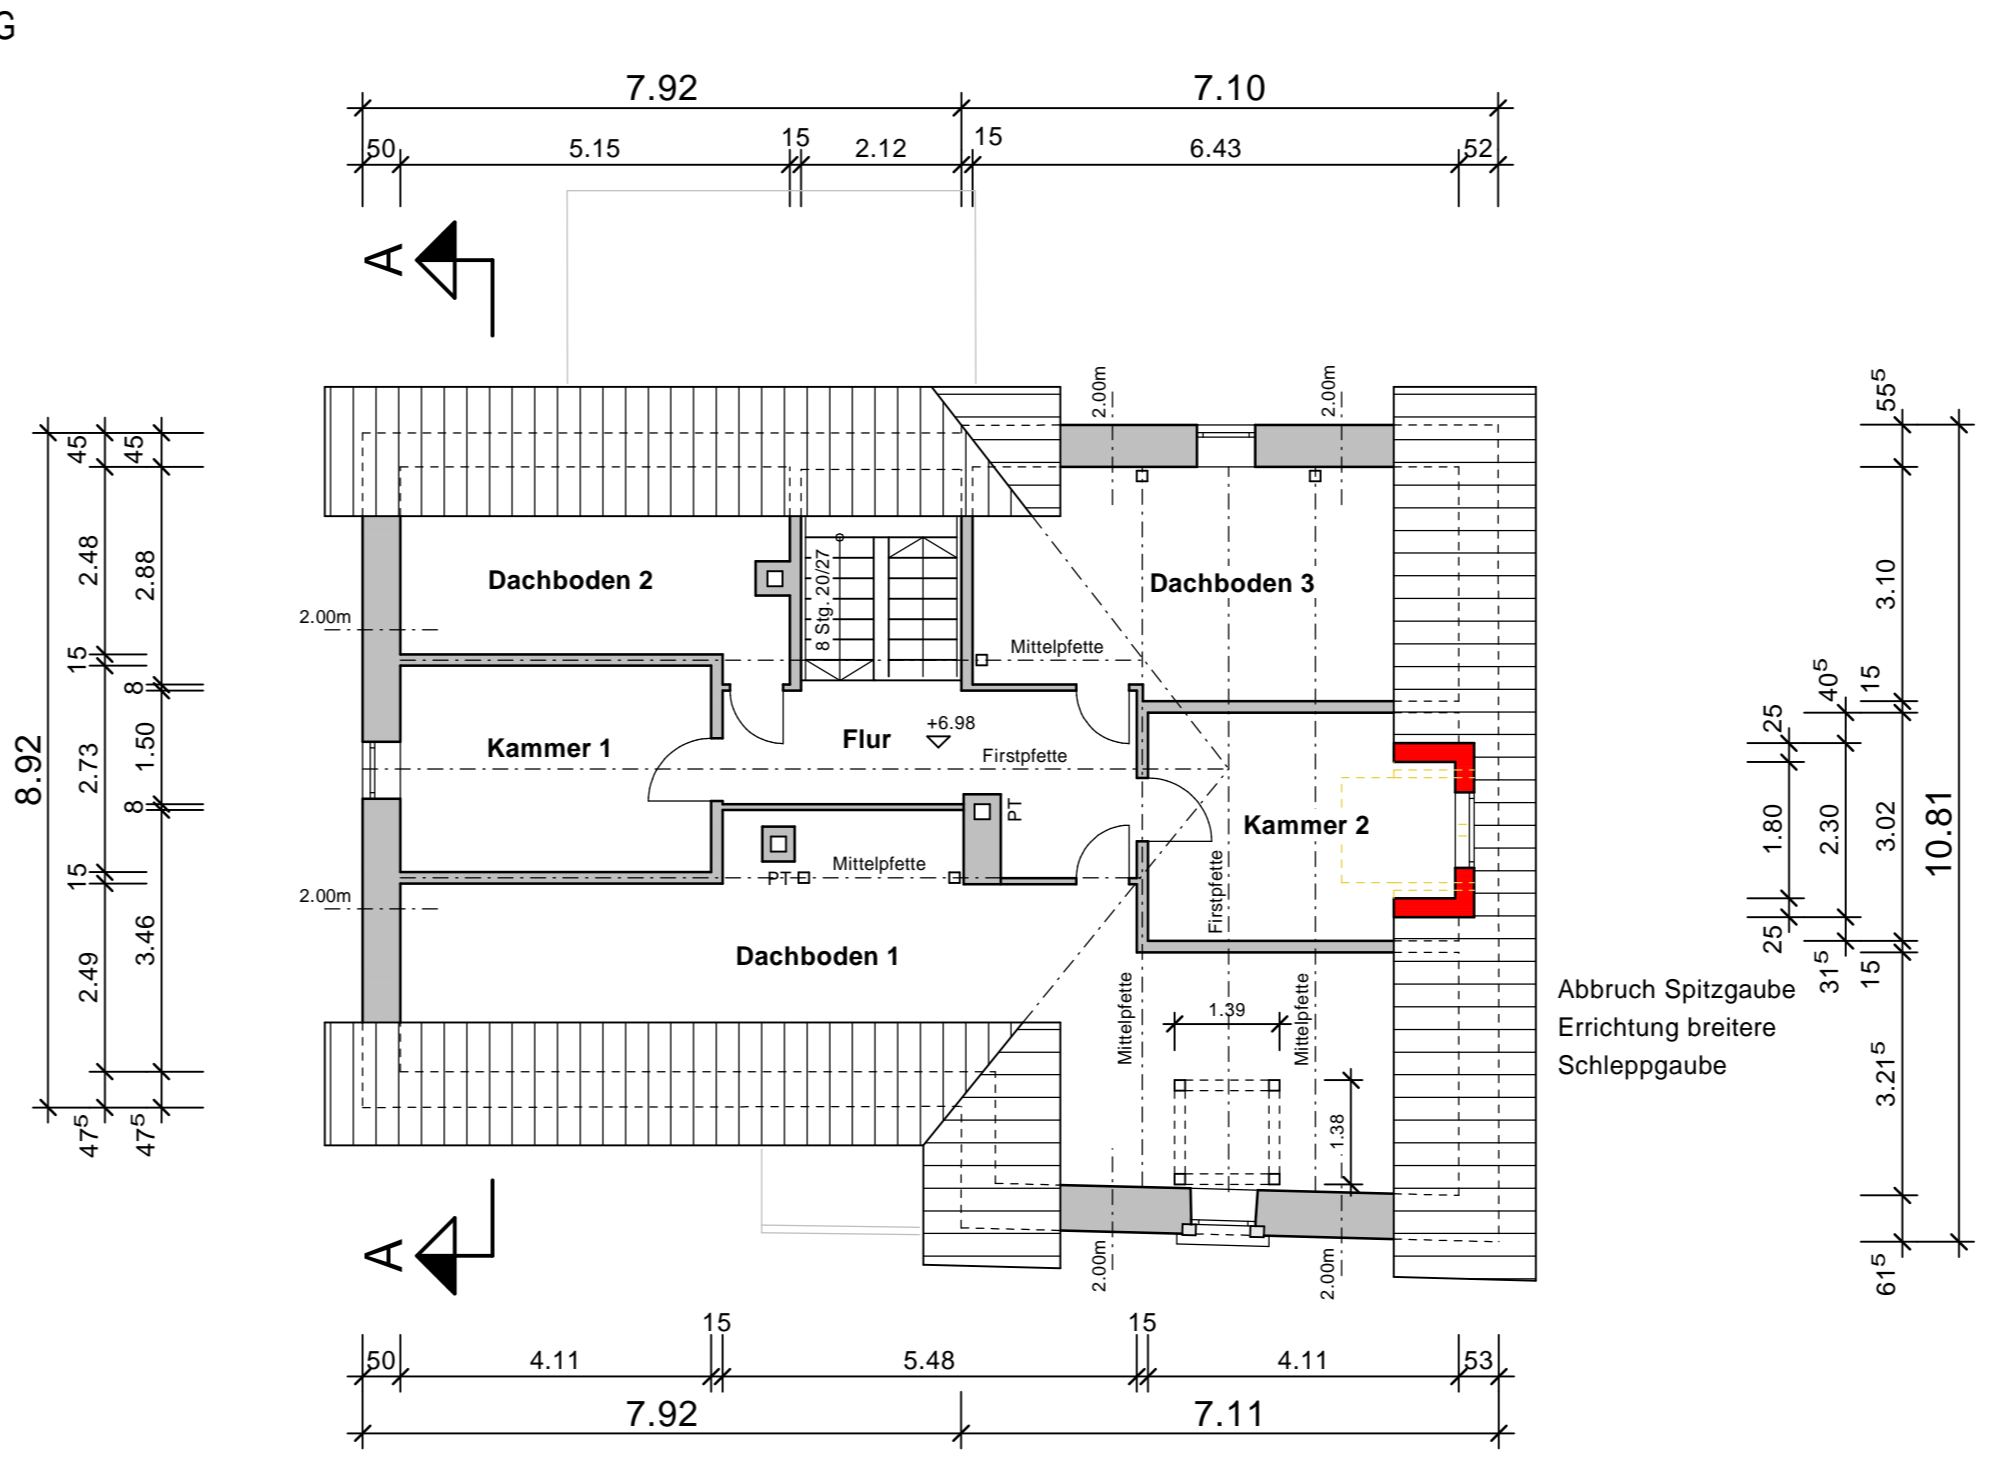 G
7.92
7.10
50
5.15
15
2.12
15
6.43
52
A
2.00m
2.00m
55⁵
45
45
2.48
2.88
Dachboden 2
8 Stg. 20/27
Dachboden 3
3.10
2.00m
Mittelpfette
15
8
40⁵
15
25
Kammer 1
Flur
+6.98
Firstpfette
8.92
2.73
1.50
8
PT
Kammer 2
1.80
2.30
3.02
10.81
Mittelpfette
PT
15
2.00m
Firstpfette
2.49
3.46
Dachboden 1
25
31⁵
15
Mittelpfette
Mittelpfette
1.39
Abbruch Spitzgaube
Errichtung breitere
Schleppgaube
3.21⁵
1.38
47⁵
47⁵
A
2.00m
2.00m
61⁵
15
15
50
4.11
5.48
4.11
53
7.92
7.11